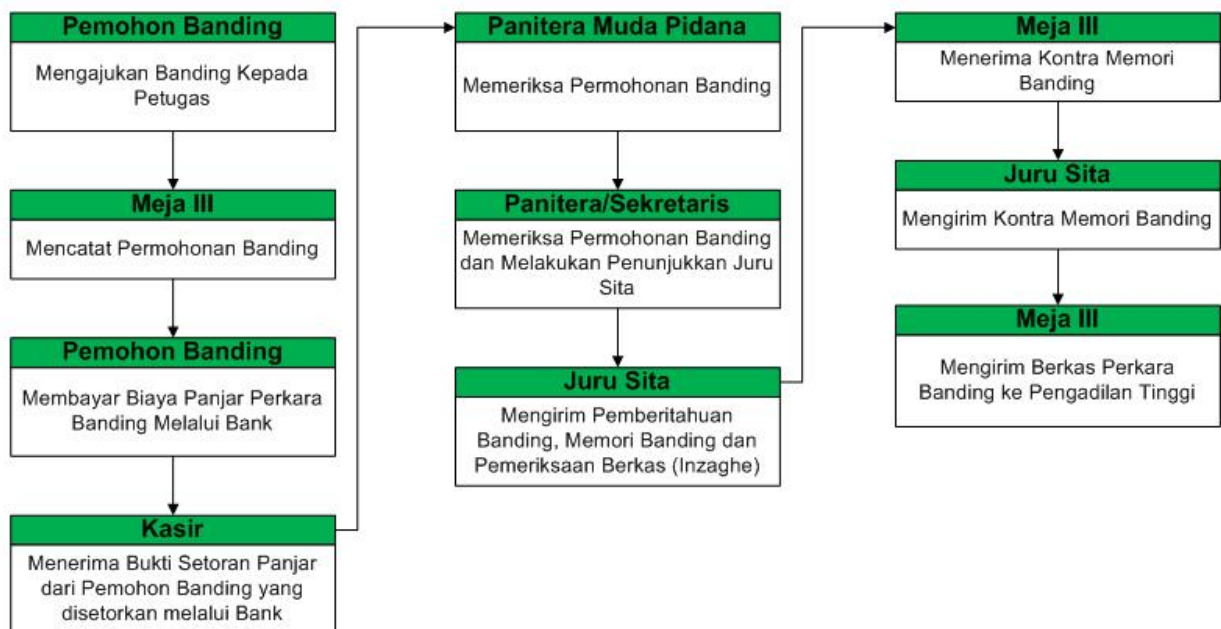 Pemohon Banding
Mengajukan Banding Kepada
Petugas
Meja III
Mencatat Permohonan Banding
Pemohon Banding
Membayar Biaya Panjar Perkara
Banding Melalui Bank
Kasir
Menerima Bukti Setoran Panjar
dari Pemohon Banding yang
disetorkan melalui Bank
Panitera Muda Pidana
Memeriksa Permohonan Banding
Panitera/Sekretaris
Memeriksa Permohonan Banding
dan Melakukan Penunjukkan Juru
Sita
Juru Sita
Mengirim Pemberitahuan
Banding, Memori Banding dan
Pemeriksaan Berkas (Inzaghe)
Meja III
Menerima Kontra Memori
Banding
Juru Sita
Mengirim Kontra Memori Banding
Meja III
Mengirim Berkas Perkara
Banding ke Pengadilan Tinggi